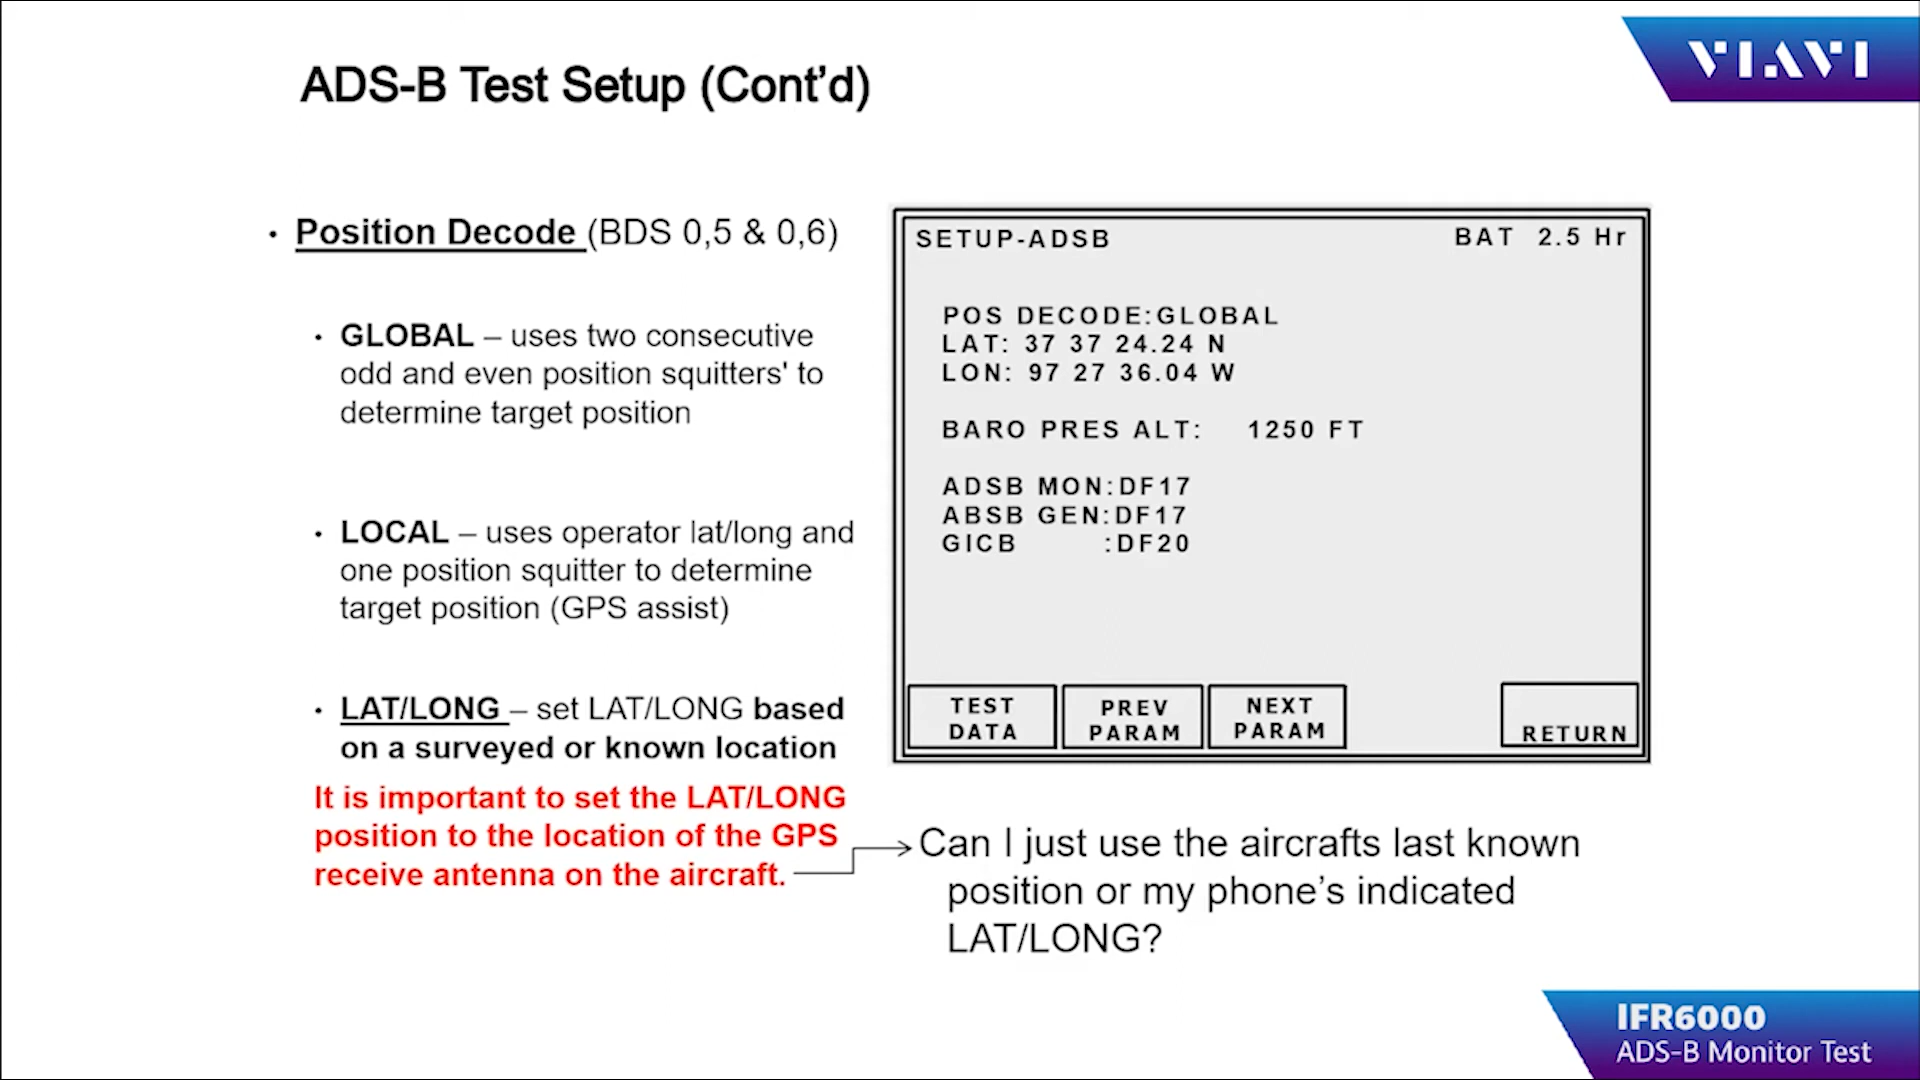 VIAVI
ADS-B Test Setup (Cont’d)
• Position Decode (BDS 0,5 & 0,6)
• GLOBAL – uses two consecutive
odd and even position squitters' to
determine target position
• LOCAL – uses operator lat/long and
one position squitter to determine
target position (GPS assist)
• LAT/LONG – set LAT/LONG based
on a surveyed or known location
It is important to set the LAT/LONG
position to the location of the GPS
receive antenna on the aircraft.
SETUP-ADSB BAT 2.5 Hr
POS DECODE:GLOBAL
LAT: 37 37 24.24 N
LON: 97 27 36.04 W
BARO PRES ALT: 1250 FT
ADSB MON:DF17
ABSB GEN:DF17
GICB :DF20
TEST
DATA
PREV
PARAM
NEXT
PARAM
RETURN
Can I just use the aircrafts last known
position or my phone’s indicated
LAT/LONG?
IFR6000
ADS-B Monitor Test